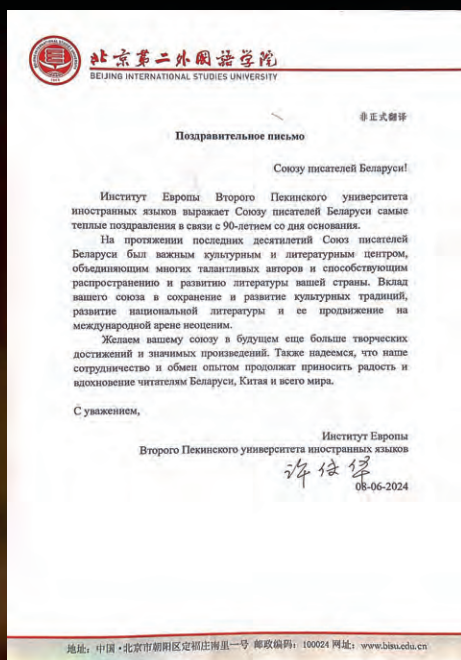 北京第二外国语学院
BEIJING INTERNATIONAL STUDIES UNIVERSITY
非正式翻译
Поздравительное письмо
Союзу писателей Беларуси!
Институт Европы Второго Пекинского университета
иностранных языков выражает Союзу писателей Беларуси самые
теплые поздравления в связи с 90-летием со дня основания.
На протяжении последних десятилетий Союз писателей
Беларуси был важным культурным и литературным центром,
объединяющим многих талантливых авторов и способствующим
распространению и развитию литературы вашей страны. Вклад
вашего союза в сохранение и развитие культурных традиций,
развитие национальной литературы и ее продвижение на
международной арене неоценим.
Желаем вашему союзу в будущем еще больше творческих
достижений и значимых произведений. Также надеемся, что наше
сотрудничество и обмен опытом продолжат приносить радость и
вдохновение читателям Беларуси, Китая и всего мира.
С уважением,
Институт Европы
Второго Пекинского университета иностранных языков
08-06-2024
地址：中国·北京市朝阳区定福庄南里一号 邮政编码：100024 网址：www.bisu.edu.cn